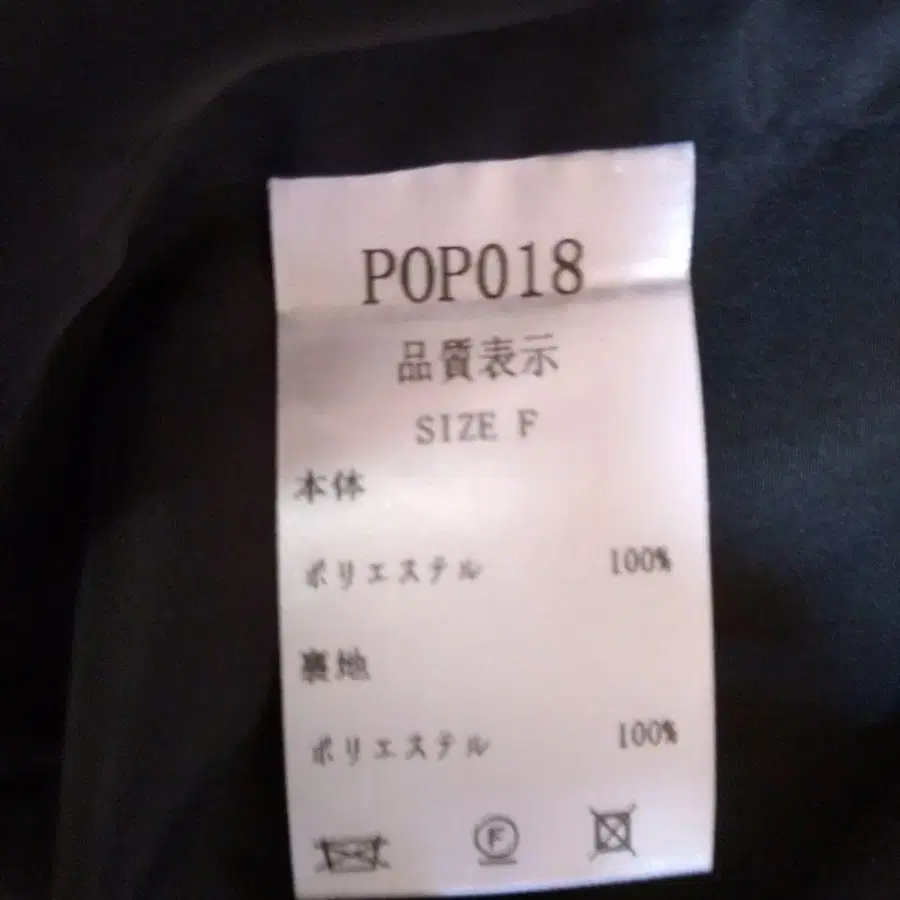 POP018
品質表示
SIZE F
本体
ポリエステル 100%
裏地
ポリエステル 100%
F